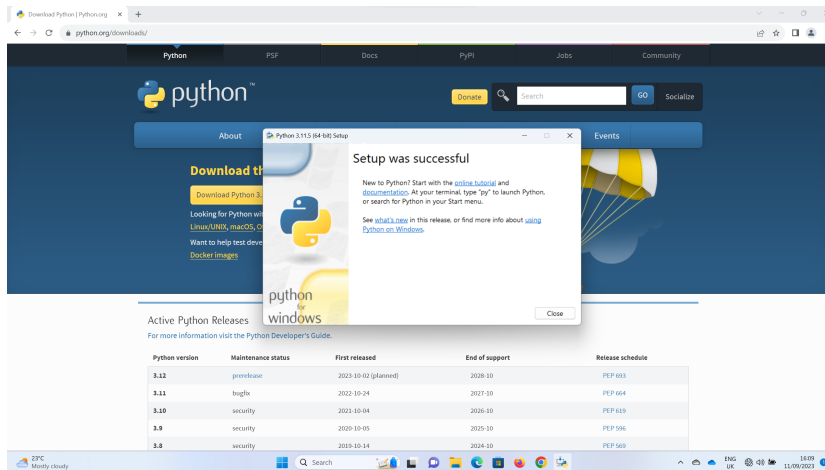 Download Python | Python.org
python.org/downloads/
Python PSF Docs PyPI Jobs Community
python™
Donate Search GO Socialize
About Events
Python 3.11.5 (64-bit) Setup
Setup was successful
New to Python? Start with the online tutorial and
documentation. At your terminal, type "py" to launch Python,
or search for Python in your Start menu.
See what's new in this release, or find more info about using
Python on Windows.
python
for
windows
Close
Download th
Download Python 3.
Looking for Python wit
Linux/UNIX, macOS, O
Want to help test deve
Docker images
Active Python Releases
For more information visit the Python Developer's Guide.
Python version Maintenance status First released End of support Release schedule
3.12 prerelease 2023-10-02 (planned) 2028-10 PEP 693
3.11 bugfix 2022-10-24 2027-10 PEP 664
3.10 security 2021-10-04 2026-10 PEP 619
3.9 security 2020-10-05 2025-10 PEP 596
3.8 security 2019-10-14 2024-10 PEP 569
23°C
Mostly cloudy
Search
ENG
UK
16:09
11/09/2023